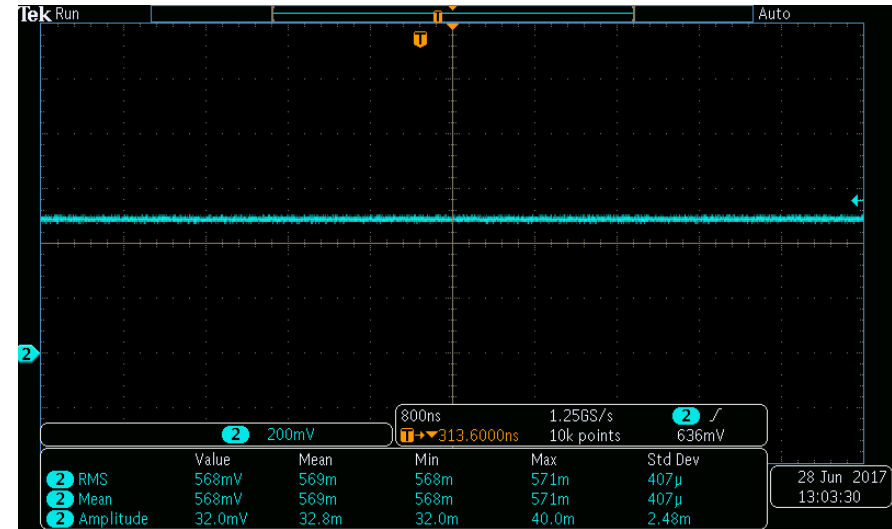 Tek Run Auto
T
T
2
800ns 1.25GS/s 2
2 200mV T→▼313.6000ns 10k points 636mV
Value Mean Min Max Std Dev
2 RMS 568mV 569m 568m 571m 407µ
2 Mean 568mV 569m 568m 571m 407µ
2 Amplitude 32.0mV 32.8m 32.0m 40.0m 2.48m
28 Jun 2017
13:03:30